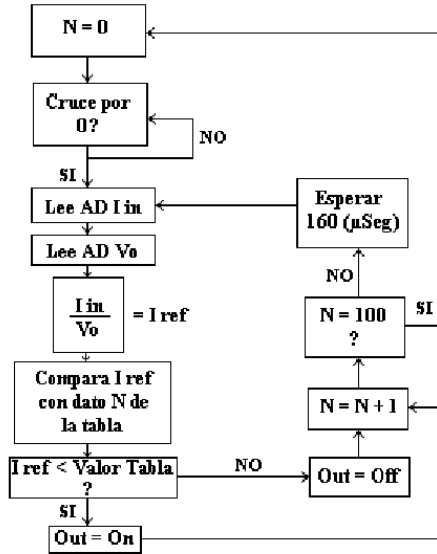 N = 0
Cruce por
0?
NO
SI
Lee AD I in
Lee AD Vo
I in
Vo
= I ref
Compara I ref
con dato N de
la tabla
I ref < Valor Tabla
?
NO
SI
Out = On
Out = Off
N = N + 1
N = 100
?
SI
NO
Esperar
160 (µSeg)